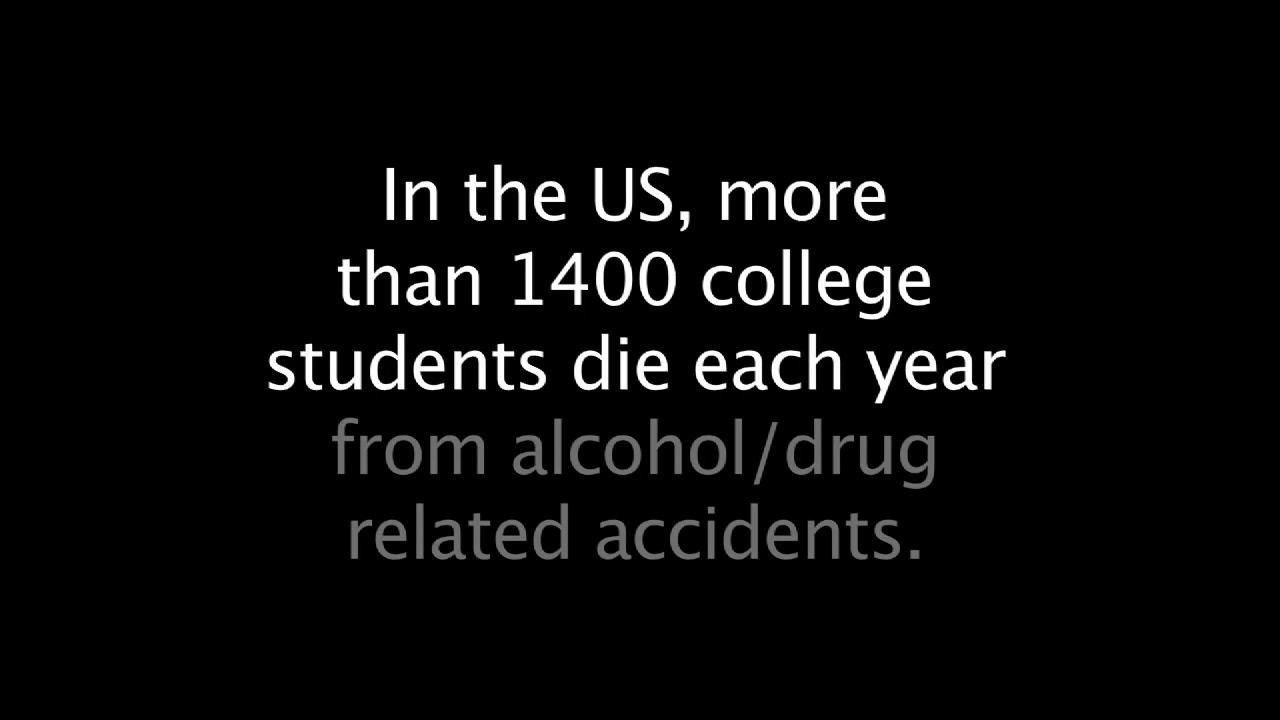 In the US, more
than 1400 college
students die each year
from alcohol/drug
related accidents.